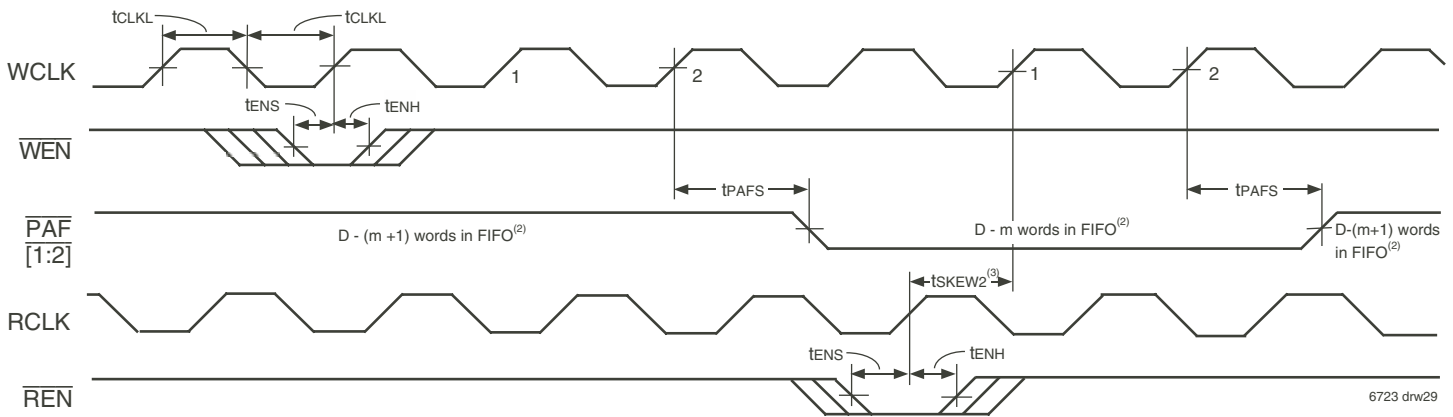 tCLKL tCLKL
WCLK 1 2 1 2
tENS tENH
WEN
tPAFS tPAFS
PAF
[1:2]
D - (m +1) words in FIFO(2)
D - m words in FIFO(2)
D-(m+1) words
in FIFO(2)
tSKEW2(3)
RCLK
tENS tENH
REN
6723 drw29